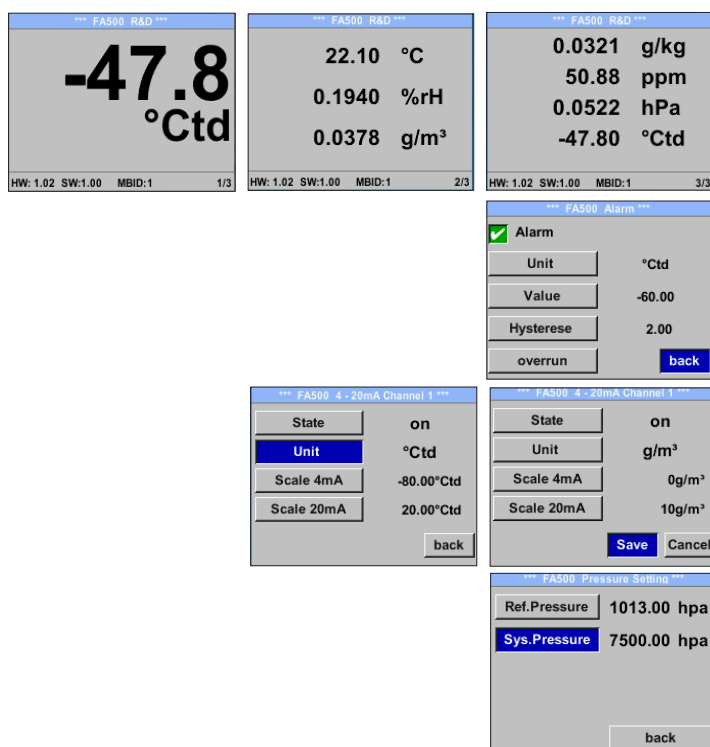 *** FA500 R&D ***
-47.8
°Ctd
HW: 1.02 SW:1.00 MBID:1 1/3
*** FA500 R&D ***
22.10 °C
0.1940 %rH
0.0378 g/m³
HW: 1.02 SW:1.00 MBID:1 2/3
*** FA500 R&D ***
0.0321 g/kg
50.88 ppm
0.0522 hPa
-47.80 °Ctd
HW: 1.02 SW:1.00 MBID:1 3/3
*** FA500 Alarm ***
Alarm
Unit °Ctd
Value -60.00
Hysterese 2.00
overrun back
*** FA500 4 - 20mA Channel 1 ***
State on
Unit °Ctd
Scale 4mA -80.00°Ctd
Scale 20mA 20.00°Ctd
back
*** FA500 4 - 20mA Channel 1 ***
State on
Unit g/m³
Scale 4mA 0g/m³
Scale 20mA 10g/m³
Save Cancel
*** FA500 Pressure Setting ***
Ref.Pressure 1013.00 hpa
Sys.Pressure 7500.00 hpa
back